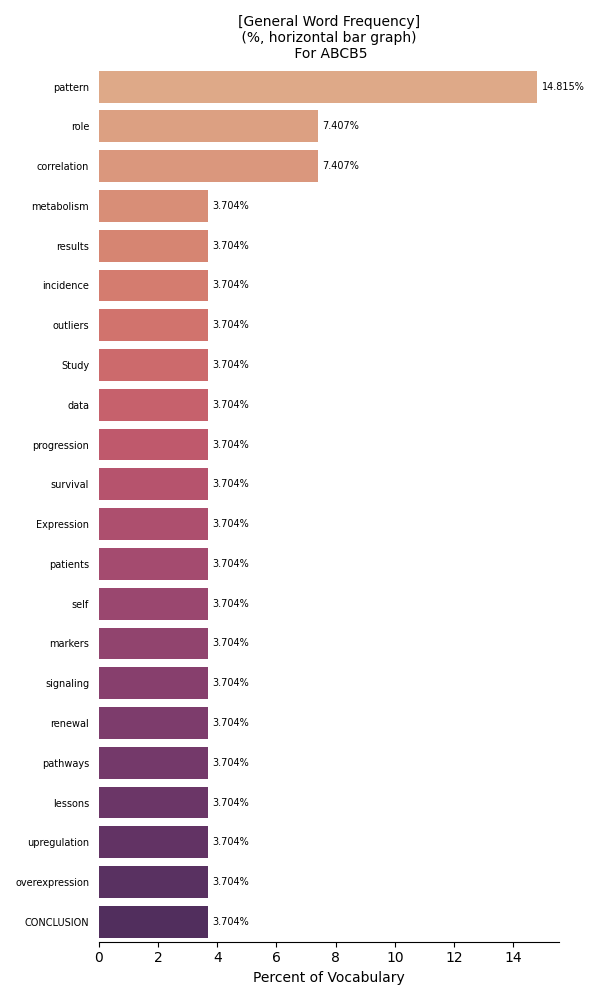 [General Word Frequency]
(%, horizontal bar graph)
For ABCB5
pattern 14.815%
role 7.407%
correlation 7.407%
metabolism 3.704%
results 3.704%
incidence 3.704%
outliers 3.704%
Study 3.704%
data 3.704%
progression 3.704%
survival 3.704%
Expression 3.704%
patients 3.704%
self 3.704%
markers 3.704%
signaling 3.704%
renewal 3.704%
pathways 3.704%
lessons 3.704%
upregulation 3.704%
overexpression 3.704%
CONCLUSION 3.704%
0 2 4 6 8 10 12 14
Percent of Vocabulary